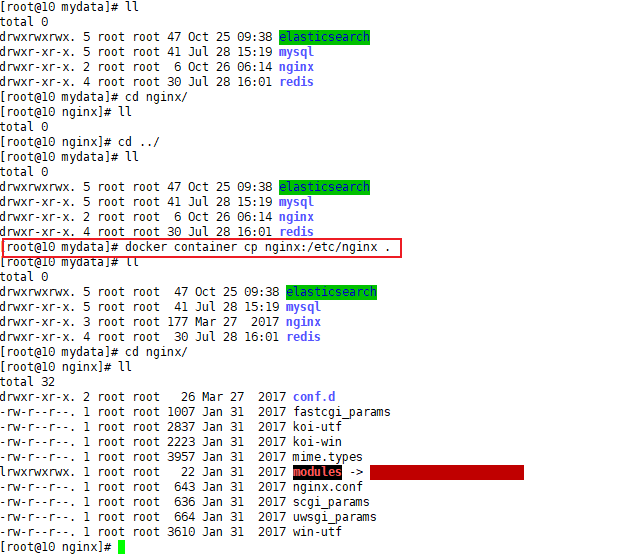 [root@10 mydata]# ll
total 0
drwxrwxrwx. 5 root root 47 Oct 25 09:38 elasticsearch
drwxr-xr-x. 5 root root 41 Jul 28 15:19 mysql
drwxr-xr-x. 2 root root  6 Oct 26 06:14 nginx
drwxr-xr-x. 4 root root 30 Jul 28 16:01 redis
[root@10 mydata]# cd nginx/
[root@10 nginx]# ll
total 0
[root@10 nginx]# cd ../
[root@10 mydata]# ll
total 0
drwxrwxrwx. 5 root root 47 Oct 25 09:38 elasticsearch
drwxr-xr-x. 5 root root 41 Jul 28 15:19 mysql
drwxr-xr-x. 2 root root  6 Oct 26 06:14 nginx
drwxr-xr-x. 4 root root 30 Jul 28 16:01 redis
[root@10 mydata]# docker container cp nginx:/etc/nginx .
[root@10 mydata]# ll
total 0
drwxrwxrwx. 5 root root  47 Oct 25 09:38 elasticsearch
drwxr-xr-x. 5 root root  41 Jul 28 15:19 mysql
drwxr-xr-x. 3 root root 177 Mar 27  2017 nginx
drwxr-xr-x. 4 root root  30 Jul 28 16:01 redis
[root@10 mydata]# cd nginx/
[root@10 nginx]# ll
total 32
drwxr-xr-x. 2 root root   26 Mar 27  2017 conf.d
-rw-r--r--. 1 root root 1007 Jan 31  2017 fastcgi_params
-rw-r--r--. 1 root root 2837 Jan 31  2017 koi-utf
-rw-r--r--. 1 root root 2223 Jan 31  2017 koi-win
-rw-r--r--. 1 root root 3957 Jan 31  2017 mime.types
lrwxrwxrwx. 1 root root   22 Jan 31  2017 modules ->
-rw-r--r--. 1 root root  643 Jan 31  2017 nginx.conf
-rw-r--r--. 1 root root  636 Jan 31  2017 scgi_params
-rw-r--r--. 1 root root  664 Jan 31  2017 uwsgi_params
-rw-r--r--. 1 root root 3610 Jan 31  2017 win-utf
[root@10 nginx]#